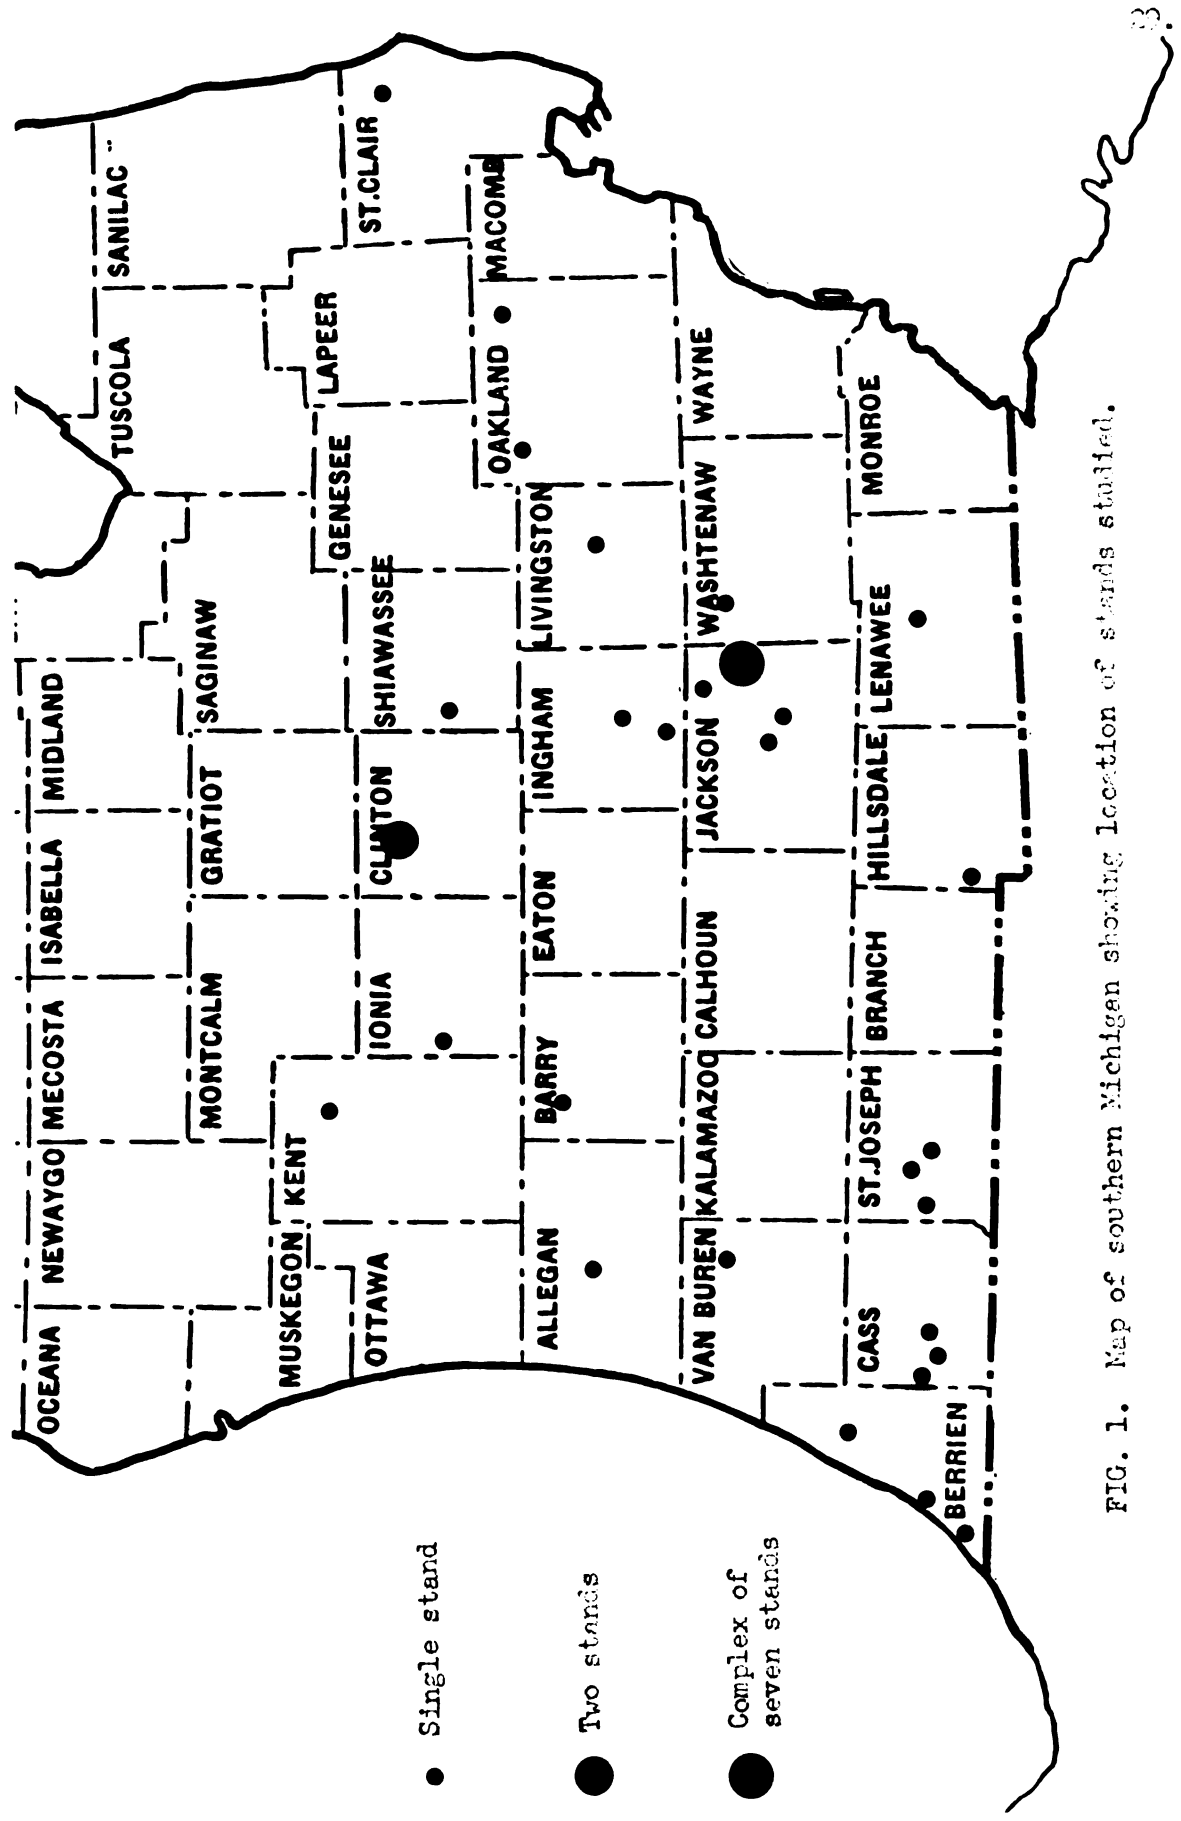 8.
OCEANA
NEWAYGO
MECOSTA
ISABELLA
MIDLAND
TUSCOLA
SANILAC
MUSKEGON
KENT
MONTCALM
GRATIOT
SAGINAW
GENESEE
LAPEER
ST.CLAIR
OTTAWA
IONIA
CLINTON
SHIAWASSEE
OAKLAND
MACOMB
ALLEGAN
BARRY
EATON
INGHAM
LIVINGSTON
VAN BUREN
KALAMAZOO
CALHOUN
JACKSON
WASHTENAW
WAYNE
BERRIEN
CASS
ST.JOSEPH
BRANCH
HILLSDALE
LENAWEE
MONROE
Single stand
Two stands
Complex of
seven stands
FIG. 1. Map of southern Michigan showing location of stands studied.